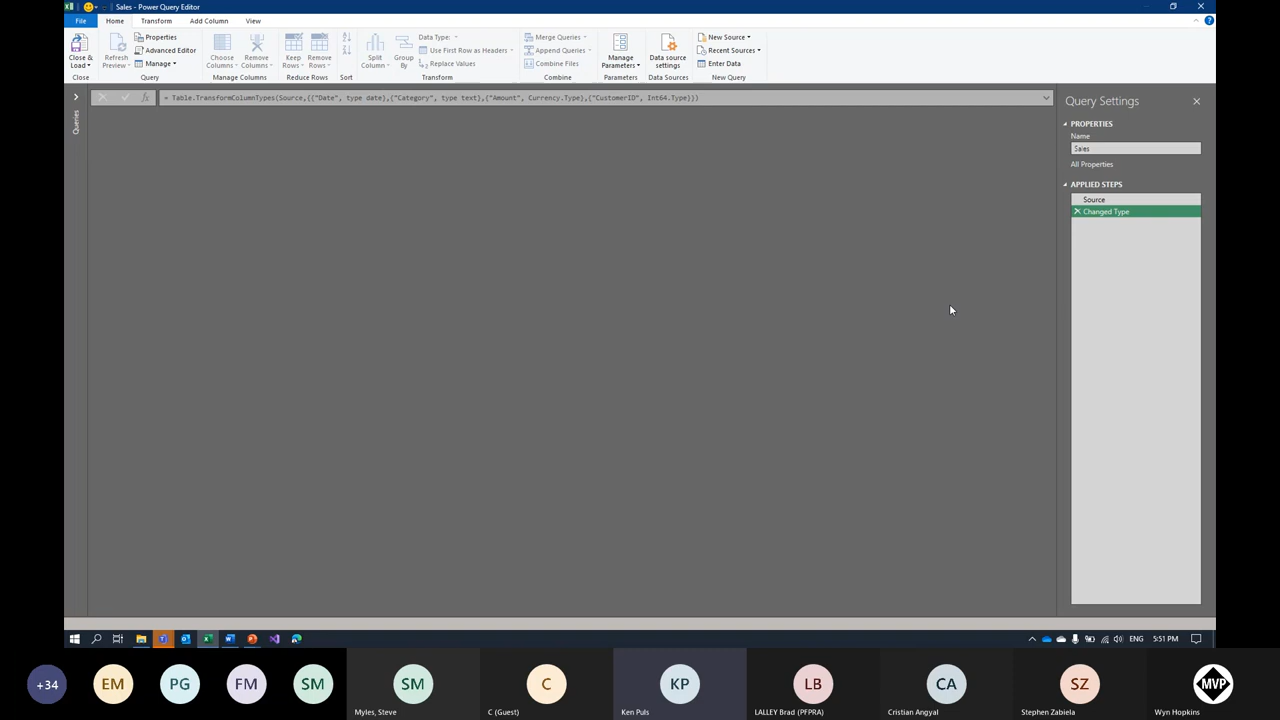 Sales - Power Query Editor
File Home Transform Add Column View
Close & Load
Close
Refresh Preview
Properties
Advanced Editor
Manage
Query
Choose Columns
Remove Columns
Manage Columns
Keep Rows
Remove Rows
Reduce Rows
Sort
Split Column
Group By
Data Type:
Use First Row as Headers
Replace Values
Transform
Merge Queries
Append Queries
Combine Files
Combine
Manage Parameters
Parameters
Data source settings
Data Sources
New Source
Recent Sources
Enter Data
New Query
Queries
fx
= Table.TransformColumnTypes(Source,{{"Date", type date},{"Category", type text},{"Amount", Currency.Type},{"CustomerID", Int64.Type}})
Query Settings
PROPERTIES
Name
Sales
All Properties
APPLIED STEPS
Source
Changed Type
ENG 5:51 PM
+34
EM
PG
FM
SM
SM
Myles, Steve
C
C (Guest)
KP
Ken Puls
LB
LALLEY Brad (PFPRA)
CA
Cristian Angyal
SZ
Stephen Zabiela
MVP
Wyn Hopkins